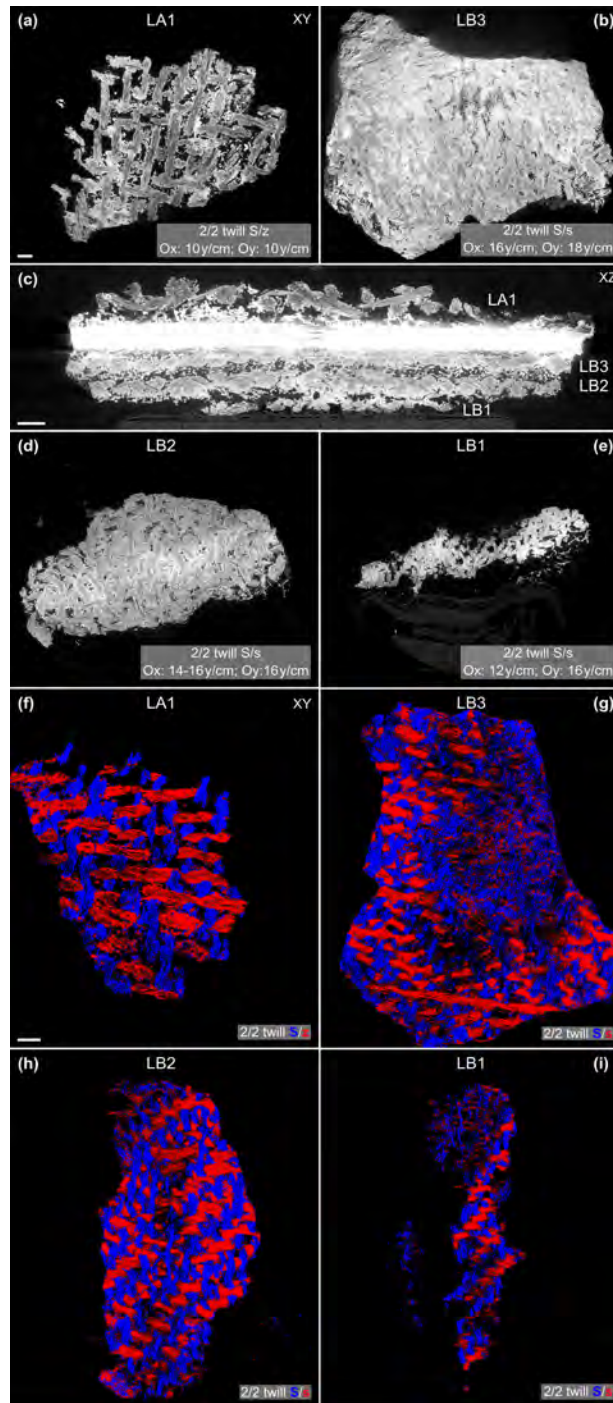 (a) LA1 XY
LB3 (b)
2/2 twill S/z
Ox: 10y/cm; Oy: 10y/cm
2/2 twill S/s
Ox: 16y/cm; Oy: 18y/cm
(c) XZ
LA1
LB3
LB2
LB1
(d) LB2
LB1 (e)
2/2 twill S/s
Ox: 14-16y/cm; Oy:16y/cm
2/2 twill S/s
Ox: 12y/cm; Oy: 16y/cm
(f) LA1 XY
LB3 (g)
2/2 twill S/
2/2 twill S/s
(h) LB2
LB1 (i)
2/2 twill S/s
2/2 twill S/s